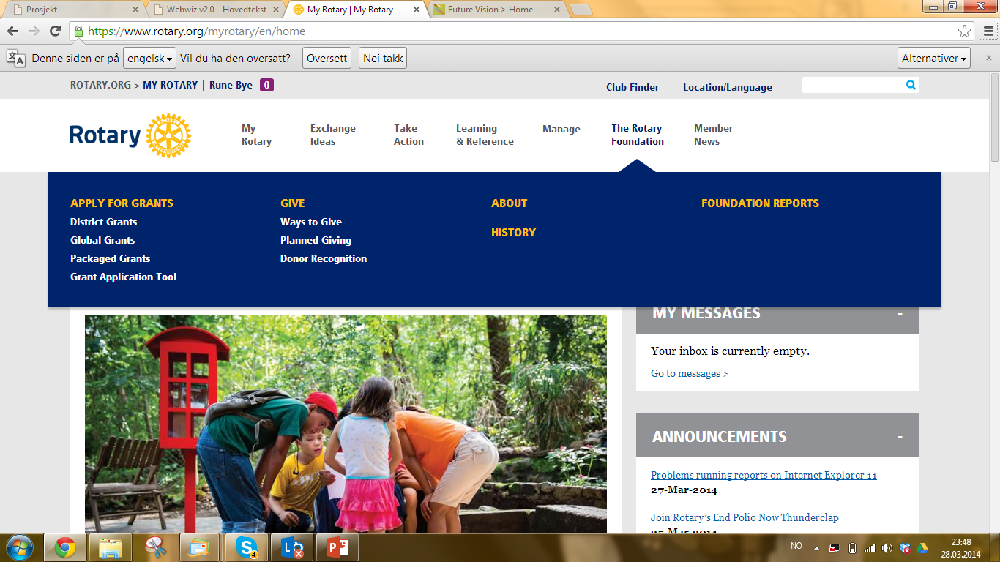 Prosjekt
Webwiz v2.0 - Hovedtekst
My Rotary | My Rotary
Future Vision > Home
https://www.rotary.org/myrotary/en/home
Denne siden er på engelsk Vil du ha den oversatt? Oversett Nei takk Alternativer
ROTARY.ORG > MY ROTARY | Rune Bye 0
Club Finder Location/Language
Rotary
ROTARY
INTERNATIONAL
My
Rotary
Exchange
Ideas
Take
Action
Learning
& Reference
Manage
The Rotary
Foundation
Member
News
APPLY FOR GRANTS
District Grants
Global Grants
Packaged Grants
Grant Application Tool
GIVE
Ways to Give
Planned Giving
Donor Recognition
ABOUT
HISTORY
FOUNDATION REPORTS
MY MESSAGES -
Your inbox is currently empty.
Go to messages >
ANNOUNCEMENTS -
Problems running reports on Internet Explorer 11
27-Mar-2014
Join Rotary's End Polio Now Thunderclap
25-Mar-2014
4
NO
23:48
28.03.2014